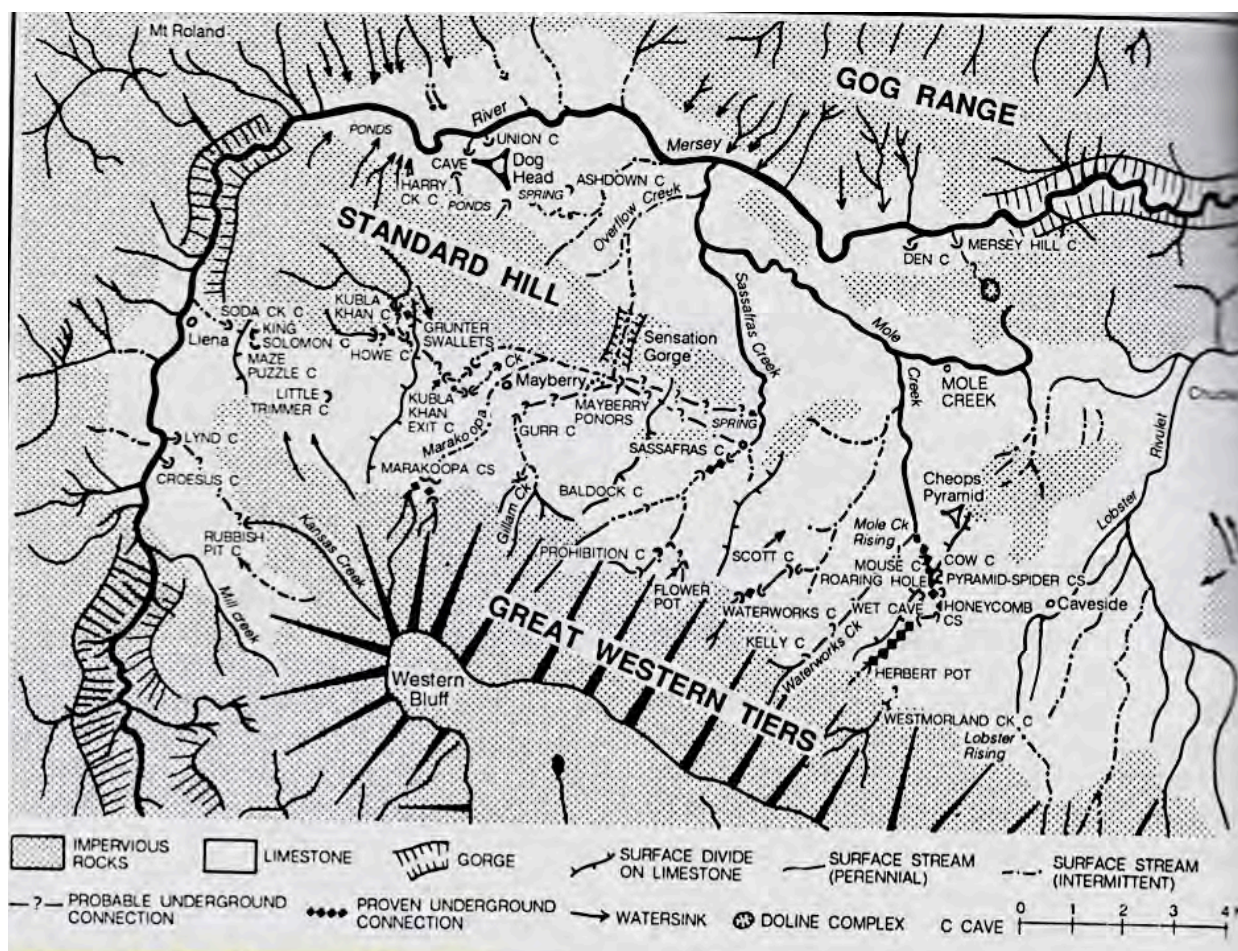 Mt Roland
GOG RANGE
River
Mersey
PONDS
UNION C
CAVE
Dog
Head
HARRY
CK C
PONDS
SPRING
ASHDOWN C
Overflow Creek
STANDARD HILL
DEN C
MERSEY HILL C
SODA CK C
Liena
KING
SOLOMON C
MAZE
PUZZLE C
LITTLE
TRIMMER C
KUBLA
KHAN C
GRUNTER
SWALLETS
HOWE C
KUBLA
KHAN
EXIT C
Marakoopa
Ck
Mayberry
MAYBERRY
PONORS
Sensation
Gorge
Sassafras Creek
Mole
Creek
MOLE
CREEK
SPRING
GURR C
SASSAFRAS C
MARAKOOPA CS
BALDOCK C
Gillam Ck
LYND C
CROESUS C
RUBBISH
PIT C
Kansas Creek
Mill creek
Western
Bluff
GREAT WESTERN TIERS
PROHIBITION C
FLOWER
POT
SCOTT C
WATERWORKS C
KELLY C
Waterworks Ck
Mole Ck
Rising
MOUSE C
ROARING HOLE
WET CAVE
Cheops
Pyramid
COW C
PYRAMID-SPIDER CS
HONEYCOMB
CS
Caveside
HERBERT POT
WESTMORLAND CK C
Lobster
Rising
Lobster
Rivulet
IMPERVIOUS
ROCKS
LIMESTONE
GORGE
SURFACE DIVIDE
ON LIMESTONE
SURFACE STREAM
(PERENNIAL)
SURFACE STREAM
(INTERMITTENT)
—?— PROBABLE UNDERGROUND
CONNECTION
PROVEN UNDERGROUND
CONNECTION
WATERSINK
DOLINE COMPLEX
C CAVE
0 1 2 3 4